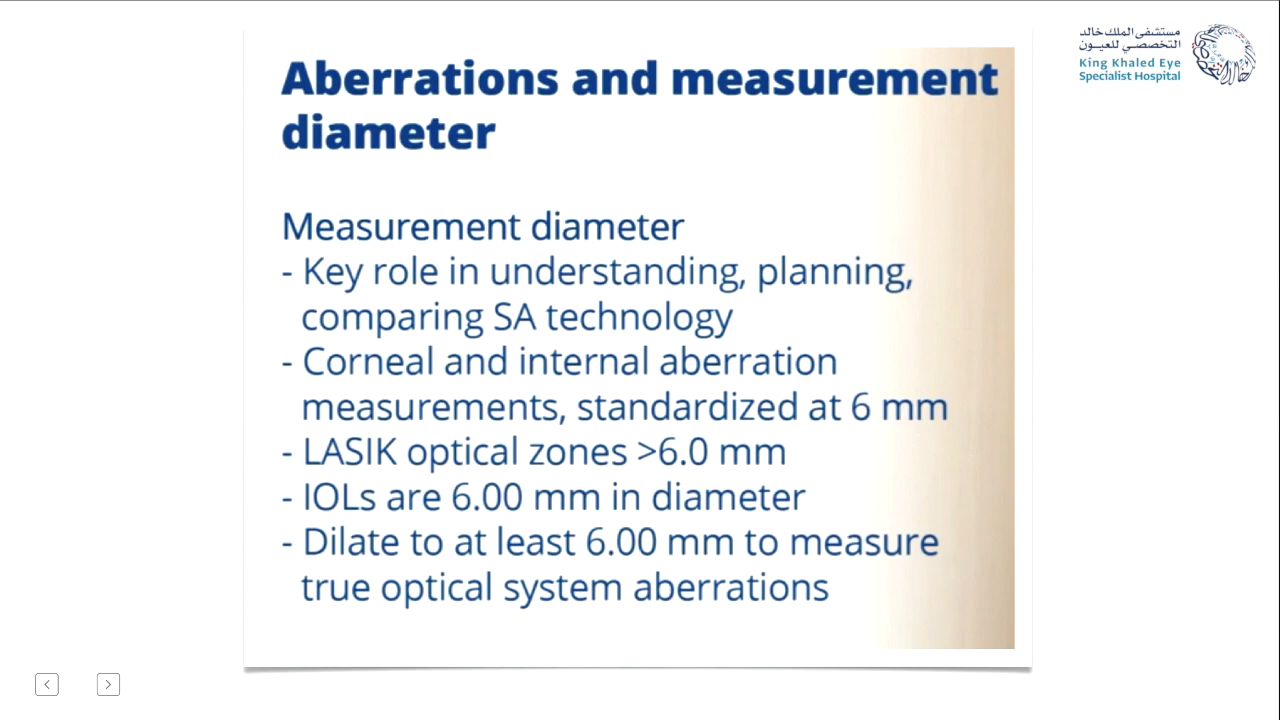 Aberrations and measurement
diameter
Measurement diameter
- Key role in understanding, planning,
comparing SA technology
- Corneal and internal aberration
measurements, standardized at 6 mm
- LASIK optical zones >6.0 mm
- IOLs are 6.00 mm in diameter
- Dilate to at least 6.00 mm to measure
true optical system aberrations
مستشفى الملك خالد
التخصصي للعيون
King Khaled Eye
Specialist Hospital